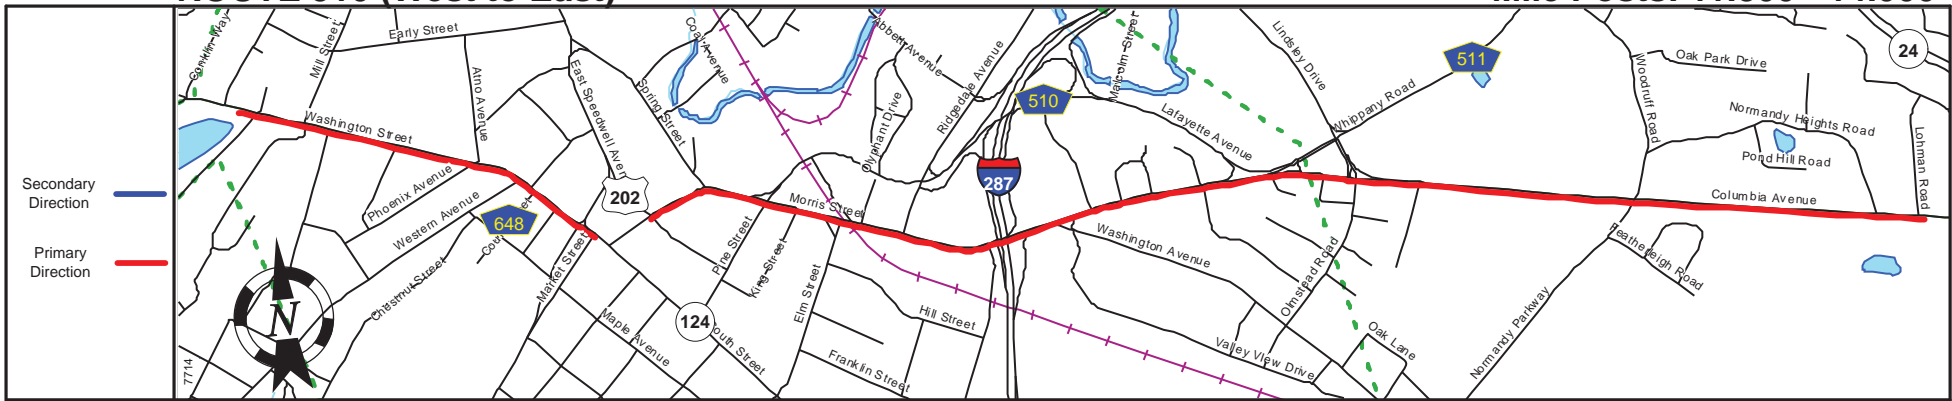 Secondary
Direction
Primary
Direction
Conklin Way
Mill Street
Early Street
Atno Avenue
Washington Street
Phoenix Avenue
Western Avenue
Chestnut Street
648
Market Street
East Speedwell
Spring Street
Coal Avenue
202
Abbett Avenue
Olyphant Drive
Ridgedale Avenue
Morris Street
Pine Street
King Street
Elm Street
124
Maple Avenue
Franklin Street
Hill Street
287
510
Malcolm Street
Lafayette Avenue
Lindsley Drive
Whippany Road
511
Washington Avenue
Olmstead Road
Valley View Drive
Oak Lane
Normandy Parkway
Featherleigh Road
Columbia Avenue
Woodruff Road
Oak Park Drive
Normandy Heights Road
Pond Hill Road
Lohman Road
24
N
7714